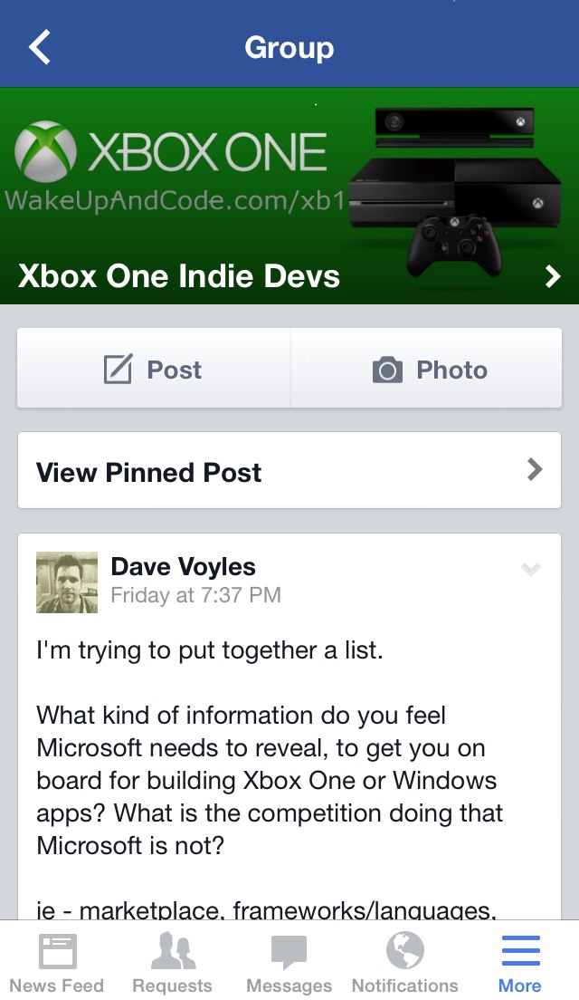 Group
XBOX ONE
WakeUpAndCode.com/xb1
Xbox One Indie Devs
Post
Photo
View Pinned Post
Dave Voyles
Friday at 7:37 PM
I'm trying to put together a list.
What kind of information do you feel
Microsoft needs to reveal, to get you on
board for building Xbox One or Windows
apps? What is the competition doing that
Microsoft is not?
ie - marketplace, frameworks/languages,
News Feed
Requests
Messages
Notifications
More